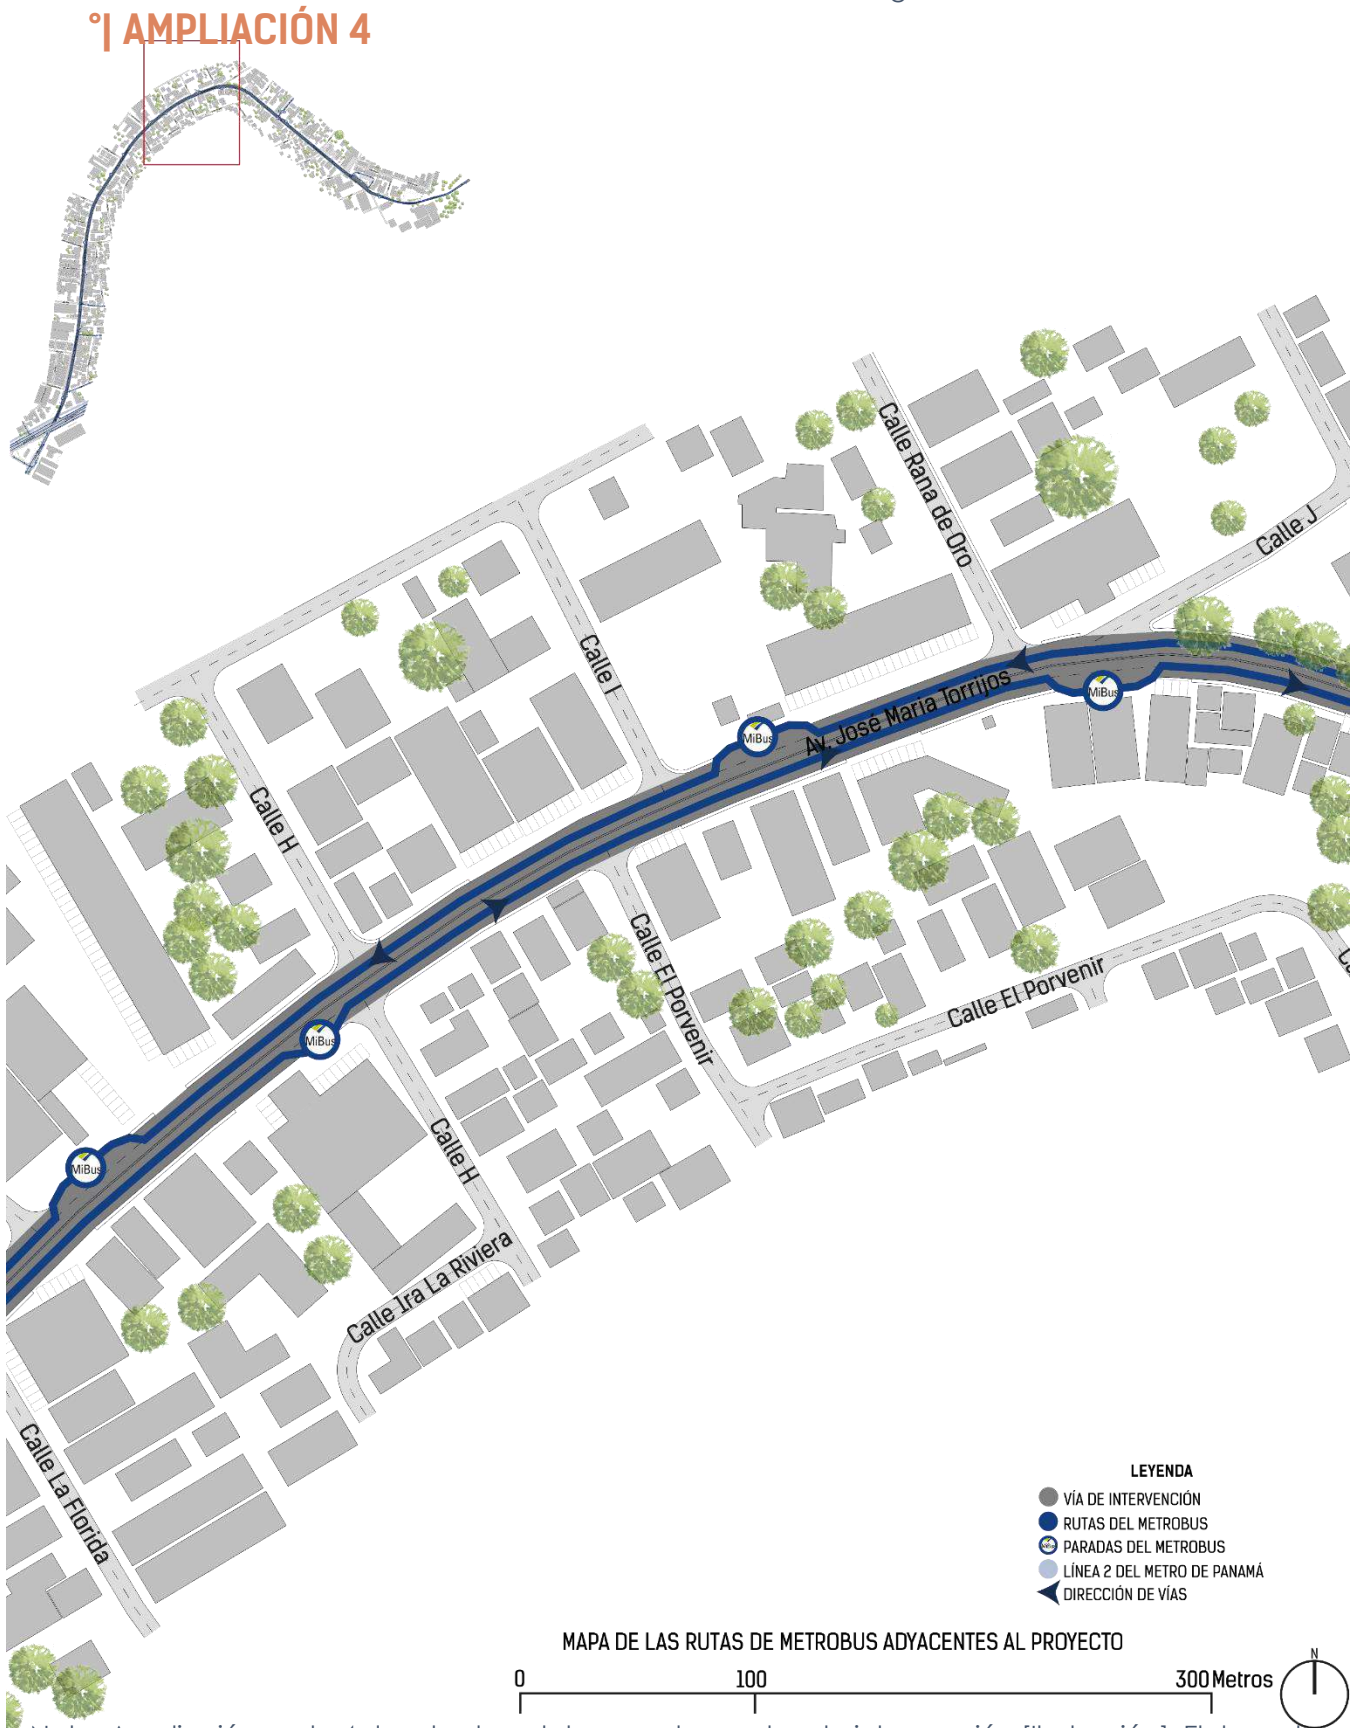 °| AMPLIACIÓN 4
Calle Rana de Oro
Calle J
Calle I
Av. José María Torrijos
MiBus
MiBus
Calle H
Calle El Porvenir
Calle El Porvenir
MiBus
Calle H
MiBus
Calle 1ra La Riviera
Calle La Florida
LEYENDA
VÍA DE INTERVENCIÓN
RUTAS DEL METROBUS
PARADAS DEL METROBUS
LÍNEA 2 DEL METRO DE PANAMÁ
DIRECCIÓN DE VÍAS
MAPA DE LAS RUTAS DE METROBUS ADYACENTES AL PROYECTO
0 100 300 Metros
N